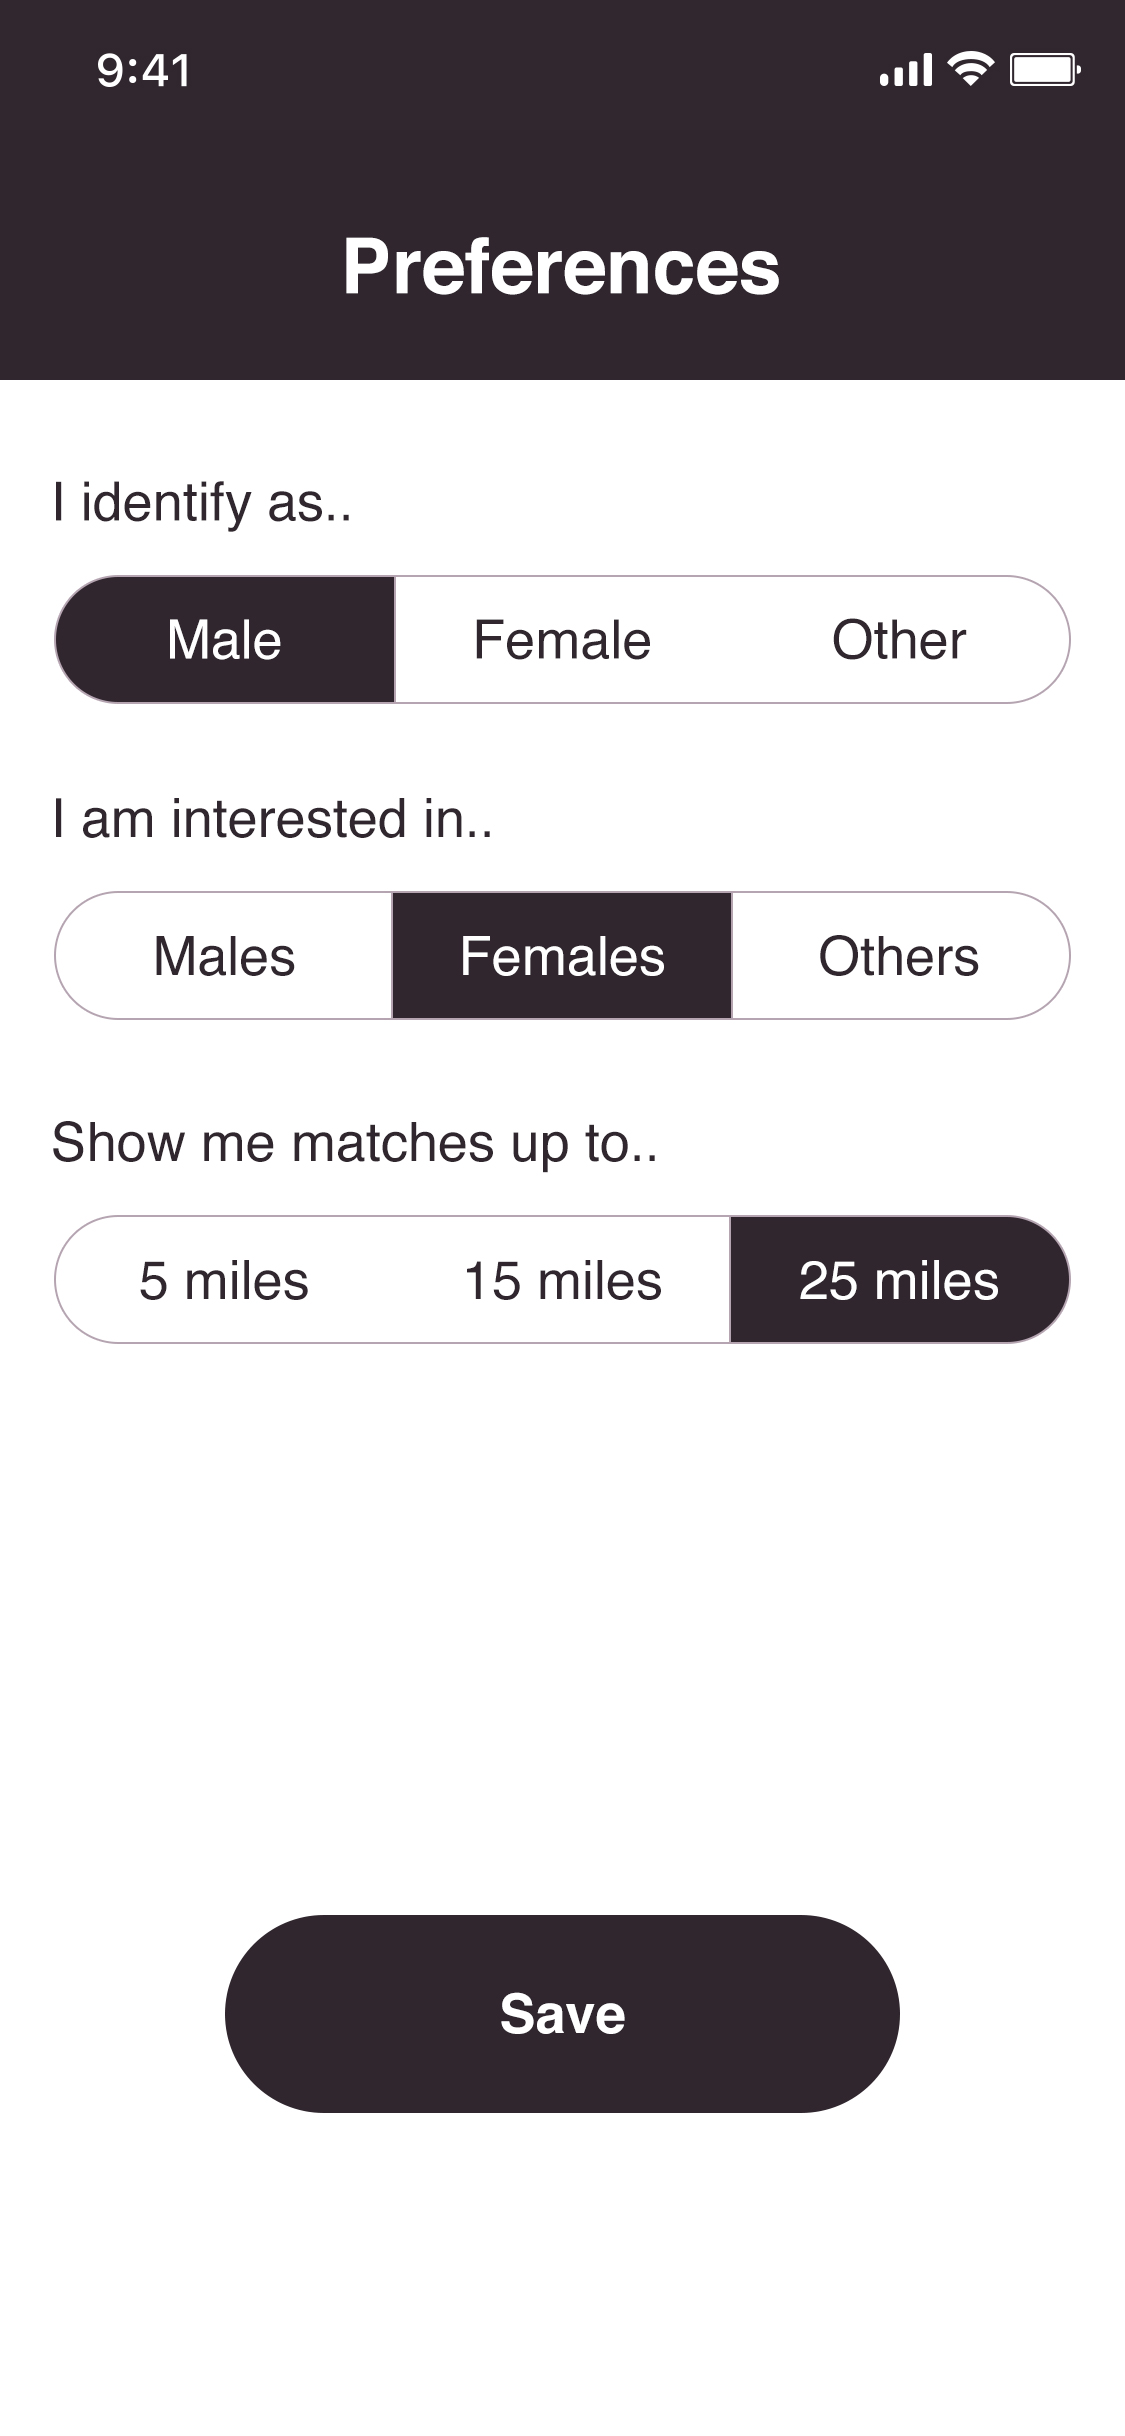 9:41
Preferences
I identify as..
Male Female Other
I am interested in..
Males Females Others
Show me matches up to..
5 miles 15 miles 25 miles
Save